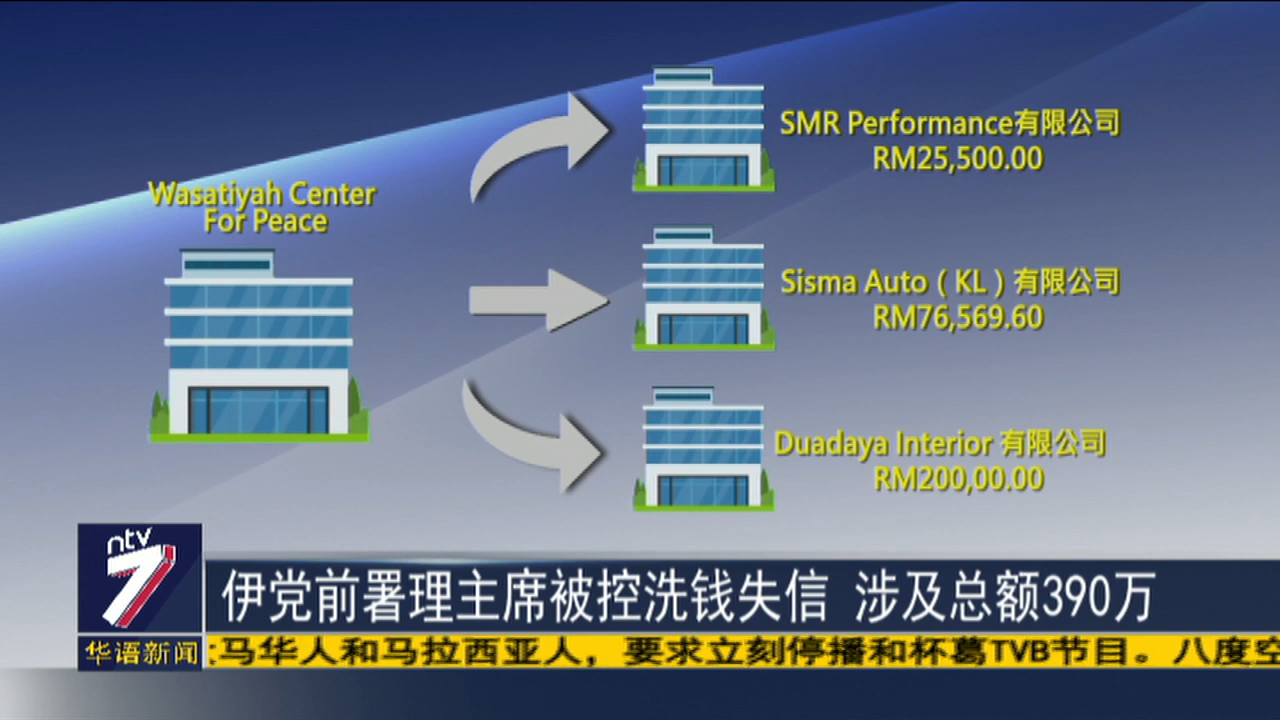 Wasatiyah Center
For Peace
SMR Performance有限公司
RM25,500.00
Sisma Auto（KL）有限公司
RM76,569.60
Duadaya Interior 有限公司
RM200,00.00
ntv
7
伊党前署理主席被控洗钱失信 涉及总额390万
华语新闻
马华人和马拉西亚人，要求立刻停播和杯葛TVB节目。八度空